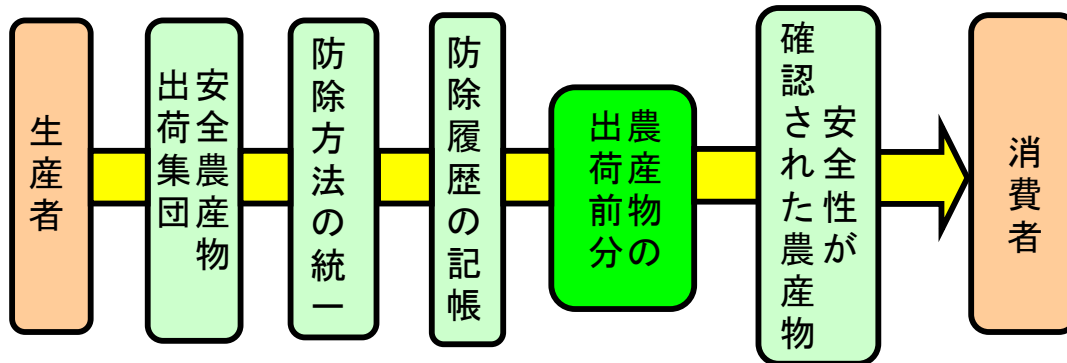 生産者
安全農産物
出荷集団
防除方法の統一
防除履歴の記帳
農産物の
出荷前分
安全性が
確認された農産物
消費者